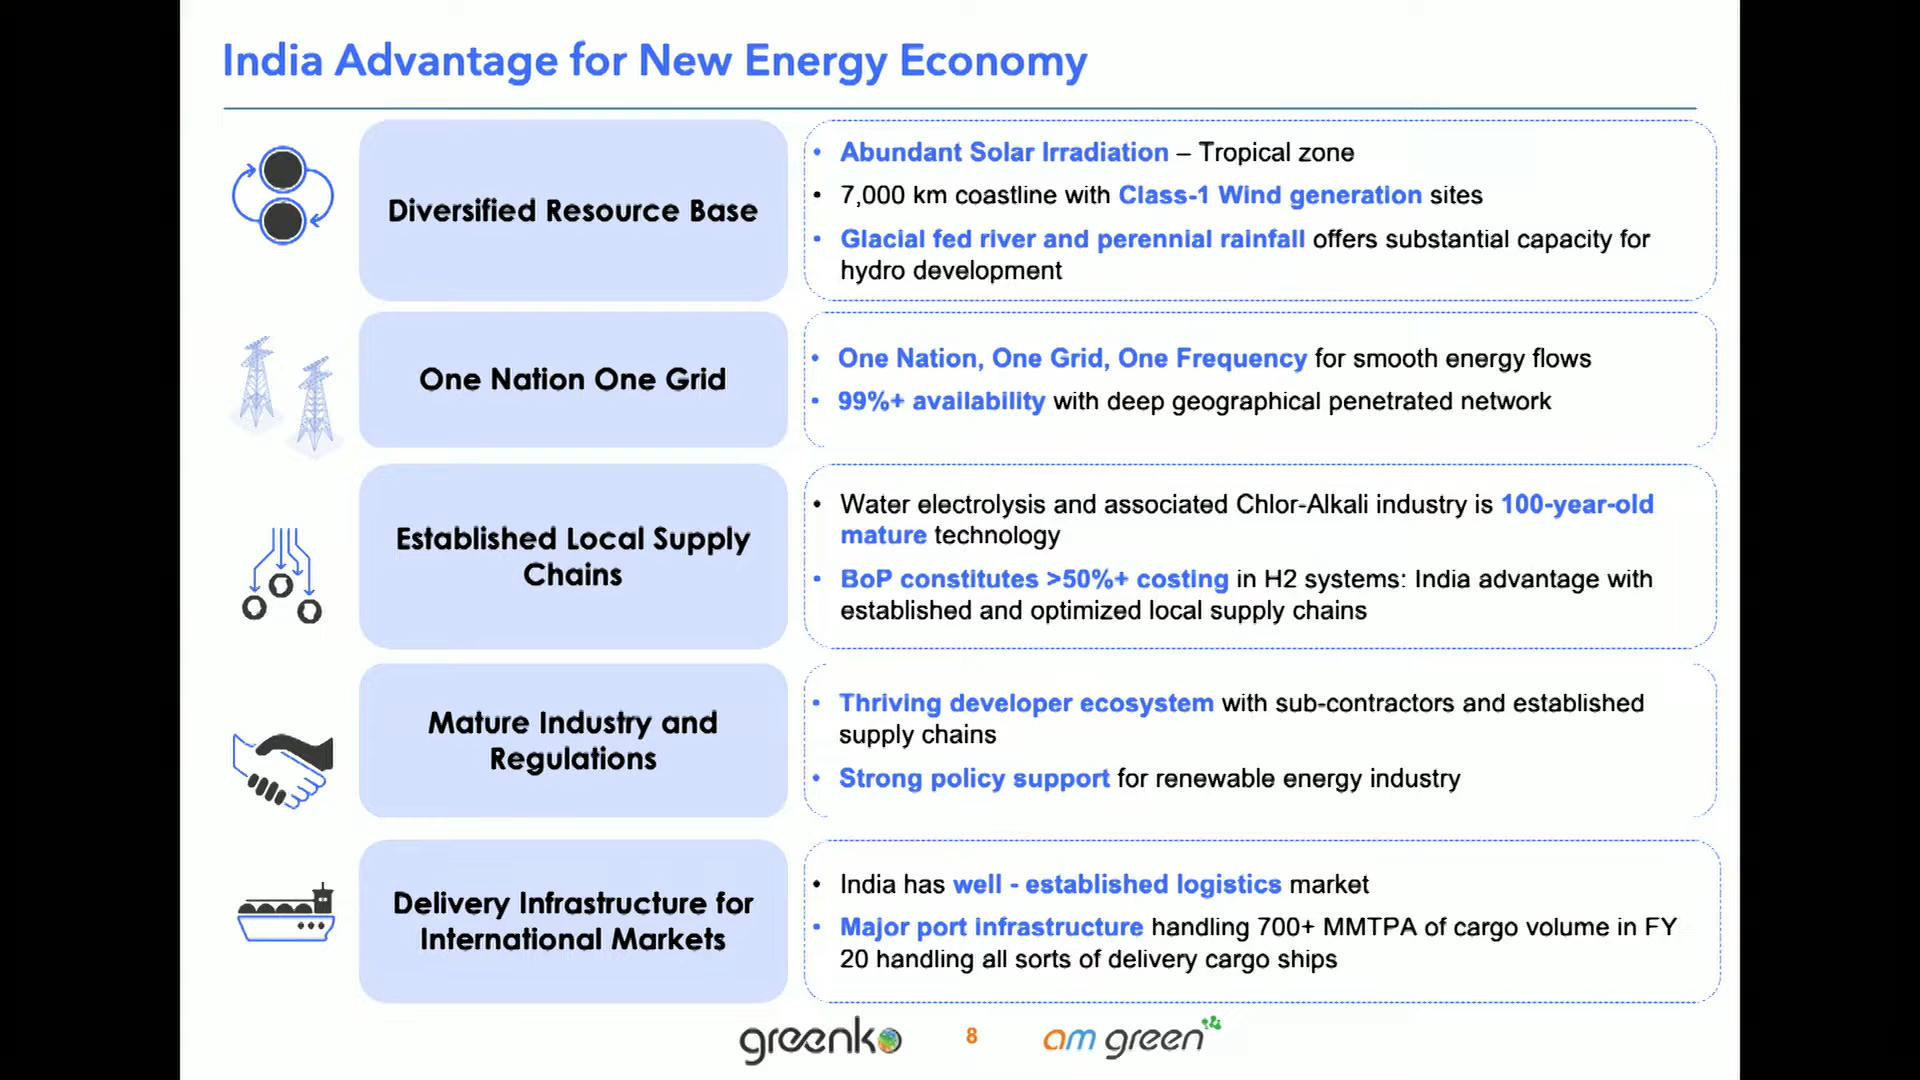 India Advantage for New Energy Economy
Diversified Resource Base
• Abundant Solar Irradiation – Tropical zone
• 7,000 km coastline with Class-1 Wind generation sites
• Glacial fed river and perennial rainfall offers substantial capacity for
hydro development
One Nation One Grid
• One Nation, One Grid, One Frequency for smooth energy flows
• 99%+ availability with deep geographical penetrated network
Established Local Supply
Chains
• Water electrolysis and associated Chlor-Alkali industry is 100-year-old
mature technology
• BoP constitutes >50%+ costing in H2 systems: India advantage with
established and optimized local supply chains
Mature Industry and
Regulations
• Thriving developer ecosystem with sub-contractors and established
supply chains
• Strong policy support for renewable energy industry
Delivery Infrastructure for
International Markets
• India has well - established logistics market
• Major port infrastructure handling 700+ MMTPA of cargo volume in FY
20 handling all sorts of delivery cargo ships
greenko
8
am green